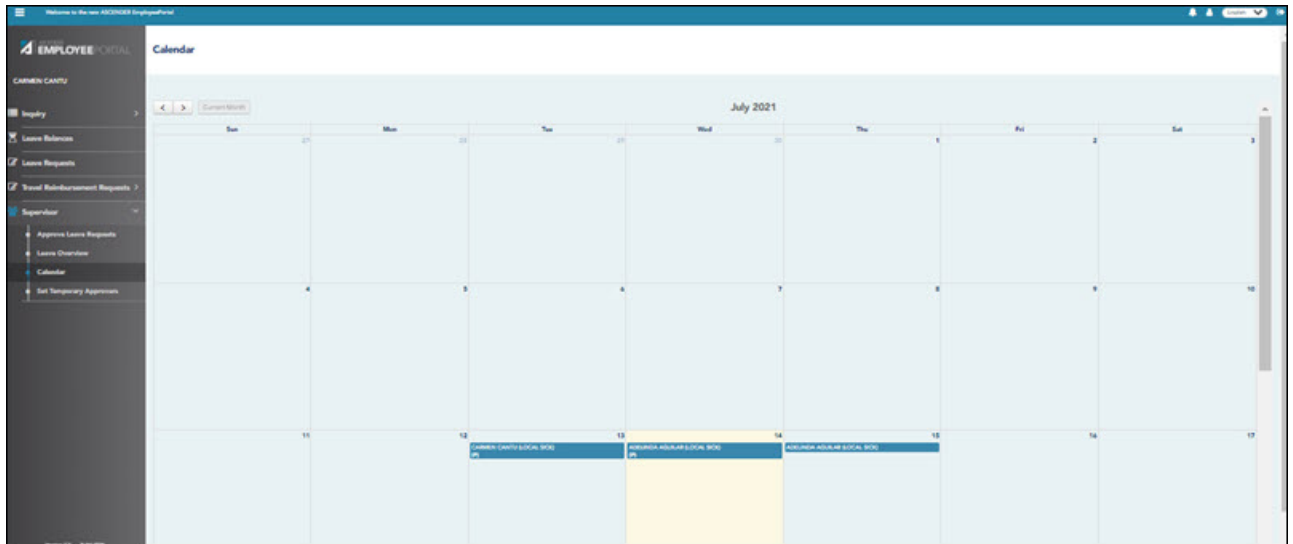 Welcome to the new ASCENDER EmployeePortal
English
EMPLOYEEPORTAL
Calendar
CARMEN CANTU
Inquiry
Leave Balances
Leave Requests
Travel Reimbursement Requests
Supervisor
Approve Leave Requests
Leave Overview
Calendar
Set Temporary Approvers
Current Month
July 2021
Sun Mon Tue Wed Thu Fri Sat
27 28 29 30 1 2 3
4 5 6 7 8 9 10
11 12 13 14 15 16 17
CARMEN CANTU (LOCAL SICK)
(P)
ADELINDA AGUILAR (LOCAL SICK)
(P)
ADELINDA AGUILAR (LOCAL SICK)